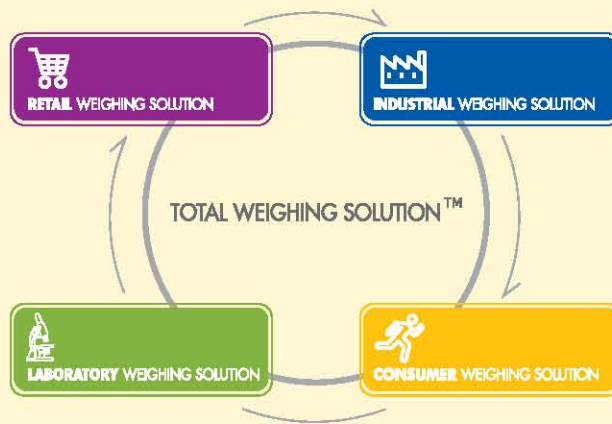 RETAIL WEIGHING SOLUTION
INDUSTRIAL WEIGHING SOLUTION
TOTAL WEIGHING SOLUTION™
LABORATORY WEIGHING SOLUTION
CONSUMER WEIGHING SOLUTION